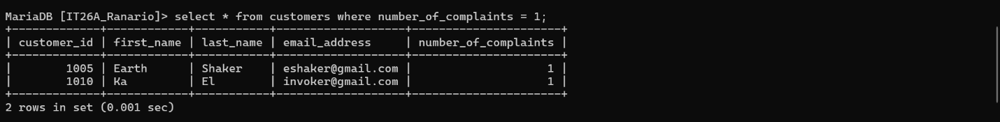 MariaDB [IT26A_Ranario]> select * from customers where number_of_complaints = 1;
+-------------+------------+-----------+-------------------+----------------------+
| customer_id | first_name | last_name | email_address     | number_of_complaints |
+-------------+------------+-----------+-------------------+----------------------+
|        1005 | Earth      | Shaker    | eshaker@gmail.com |                    1 |
|        1010 | Ka         | El        | invoker@gmail.com |                    1 |
+-------------+------------+-----------+-------------------+----------------------+
2 rows in set (0.001 sec)